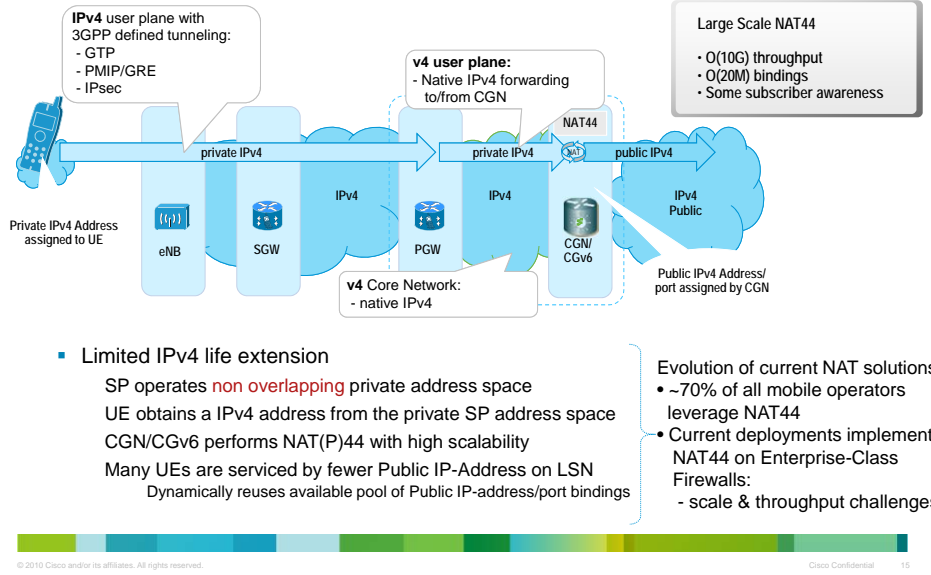 IPv4 user plane with
3GPP defined tunneling:
- GTP
- PMIP/GRE
- IPsec
v4 user plane:
- Native IPv4 forwarding
to/from CGN
Large Scale NAT44
• O(10G) throughput
• O(20M) bindings
• Some subscriber awareness
NAT44
private IPv4
private IPv4
NAT
public IPv4
IPv4
IPv4
IPv4
Public
Private IPv4 Address
assigned to UE
eNB
SGW
PGW
CGN/
CGv6
Public IPv4 Address/
port assigned by CGN
v4 Core Network:
- native IPv4
▪ Limited IPv4 life extension
SP operates non overlapping private address space
UE obtains a IPv4 address from the private SP address space
CGN/CGv6 performs NAT(P)44 with high scalability
Many UEs are serviced by fewer Public IP-Address on LSN
Dynamically reuses available pool of Public IP-address/port bindings
Evolution of current NAT solutions
• ~70% of all mobile operators
leverage NAT44
• Current deployments implement
NAT44 on Enterprise-Class
Firewalls:
- scale & throughput challenges
© 2010 Cisco and/or its affiliates. All rights reserved.
Cisco Confidential
15